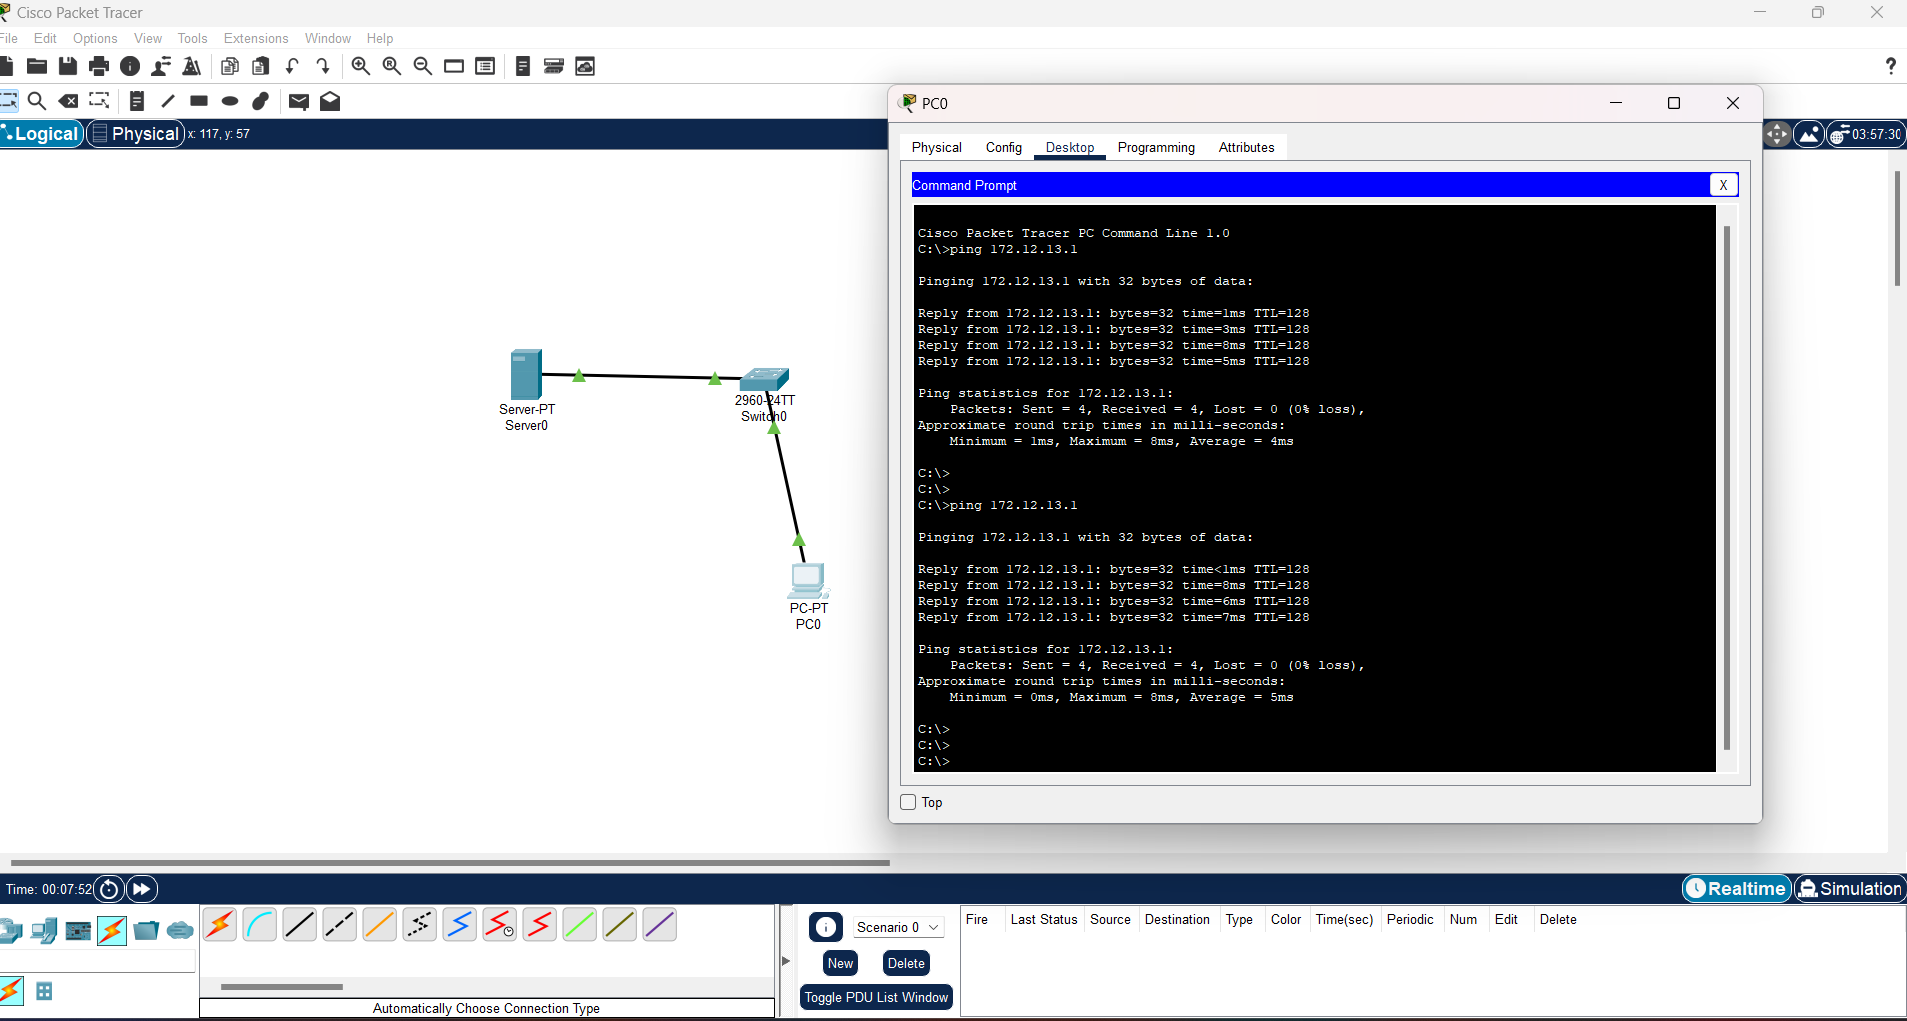 Cisco Packet Tracer
File Edit Options View Tools Extensions Window Help
?
Logical Physical x: 117, y: 57
03:57:30
Server-PT
Server0
2960-24TT
Switch0
PC-PT
PC0
PC0
Physical Config Desktop Programming Attributes
Command Prompt X
Cisco Packet Tracer PC Command Line 1.0
C:\>ping 172.12.13.1
Pinging 172.12.13.1 with 32 bytes of data:
Reply from 172.12.13.1: bytes=32 time=1ms TTL=128
Reply from 172.12.13.1: bytes=32 time=3ms TTL=128
Reply from 172.12.13.1: bytes=32 time=8ms TTL=128
Reply from 172.12.13.1: bytes=32 time=5ms TTL=128
Ping statistics for 172.12.13.1:
Packets: Sent = 4, Received = 4, Lost = 0 (0% loss),
Approximate round trip times in milli-seconds:
Minimum = 1ms, Maximum = 8ms, Average = 4ms
C:\>
C:\>
C:\>ping 172.12.13.1
Pinging 172.12.13.1 with 32 bytes of data:
Reply from 172.12.13.1: bytes=32 time<1ms TTL=128
Reply from 172.12.13.1: bytes=32 time=8ms TTL=128
Reply from 172.12.13.1: bytes=32 time=6ms TTL=128
Reply from 172.12.13.1: bytes=32 time=7ms TTL=128
Ping statistics for 172.12.13.1:
Packets: Sent = 4, Received = 4, Lost = 0 (0% loss),
Approximate round trip times in milli-seconds:
Minimum = 0ms, Maximum = 8ms, Average = 5ms
C:\>
C:\>
C:\>
Top
Time: 00:07:52
Realtime Simulation
Scenario 0
New Delete
Toggle PDU List Window
Fire Last Status Source Destination Type Color Time(sec) Periodic Num Edit Delete
Automatically Choose Connection Type